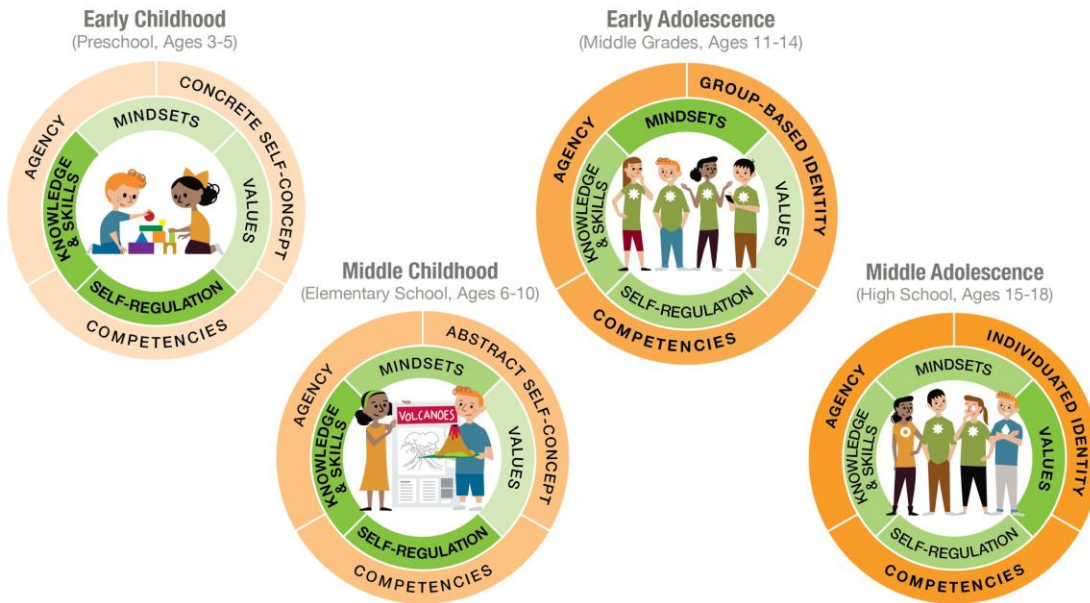 Early Childhood
(Preschool, Ages 3-5)
AGENCY
CONCRETE SELF-CONCEPT
COMPETENCIES
MINDSETS
VALUES
SELF-REGULATION
KNOWLEDGE
& SKILLS
Middle Childhood
(Elementary School, Ages 6-10)
AGENCY
ABSTRACT SELF-CONCEPT
COMPETENCIES
MINDSETS
VALUES
SELF-REGULATION
KNOWLEDGE
& SKILLS
VOLCANOES
Early Adolescence
(Middle Grades, Ages 11-14)
AGENCY
GROUP-BASED IDENTITY
COMPETENCIES
MINDSETS
VALUES
SELF-REGULATION
KNOWLEDGE
& SKILLS
Middle Adolescence
(High School, Ages 15-18)
AGENCY
INDIVIDUATED IDENTITY
COMPETENCIES
MINDSETS
VALUES
SELF-REGULATION
KNOWLEDGE
& SKILLS